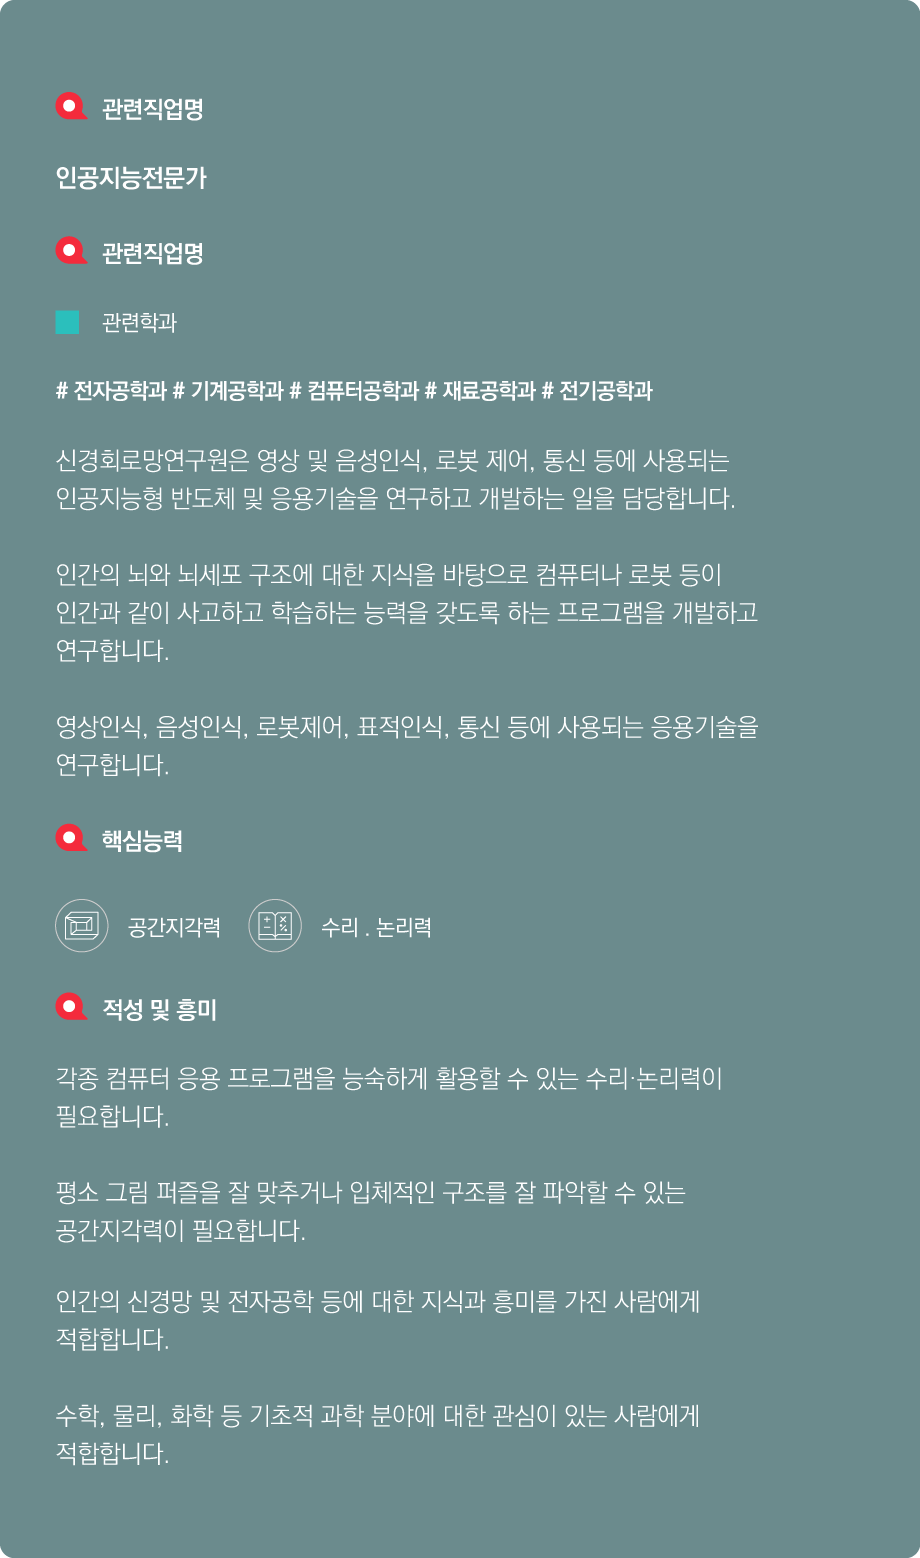 관련직업명
인공지능전문가
관련직업명
관련학과
# 전자공학과 # 기계공학과 # 컴퓨터공학과 # 재료공학과 # 전기공학과
신경회로망연구원은 영상 및 음성인식, 로봇 제어, 통신 등에 사용되는
인공지능형 반도체 및 응용기술을 연구하고 개발하는 일을 담당합니다.
인간의 뇌와 뇌세포 구조에 대한 지식을 바탕으로 컴퓨터나 로봇 등이
인간과 같이 사고하고 학습하는 능력을 갖도록 하는 프로그램을 개발하고
연구합니다.
영상인식, 음성인식, 로봇제어, 표적인식, 통신 등에 사용되는 응용기술을
연구합니다.
핵심능력
공간지각력 수리 . 논리력
적성 및 흥미
각종 컴퓨터 응용 프로그램을 능숙하게 활용할 수 있는 수리·논리력이
필요합니다.
평소 그림 퍼즐을 잘 맞추거나 입체적인 구조를 잘 파악할 수 있는
공간지각력이 필요합니다.
인간의 신경망 및 전자공학 등에 대한 지식과 흥미를 가진 사람에게
적합합니다.
수학, 물리, 화학 등 기초적 과학 분야에 대한 관심이 있는 사람에게
적합합니다.